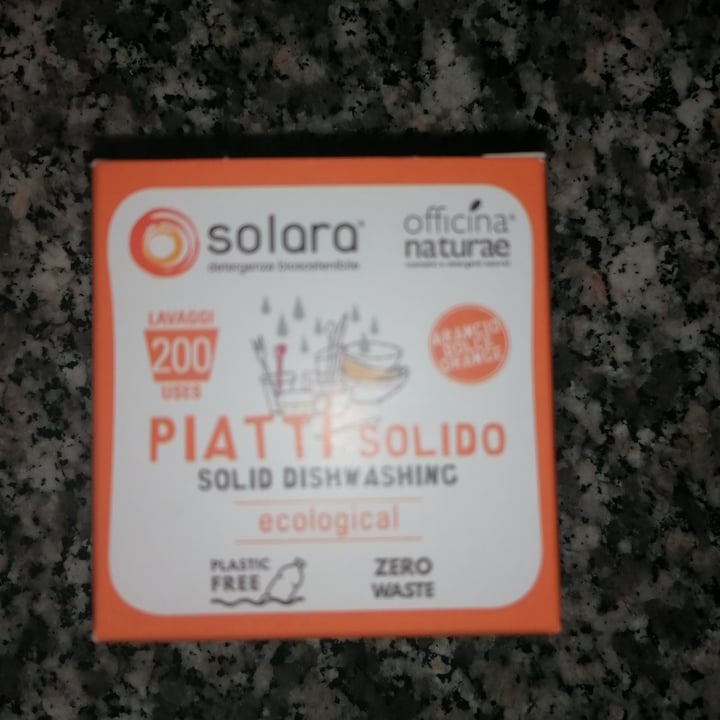 solara®
detergenza biosostenibile
officina®
naturae
LAVAGGI
200
USES
ARANCIO
DOLCE
ORANGE
PIATTI SOLIDO
SOLID DISHWASHING
ecological
PLASTIC
FREE
ZERO
WASTE